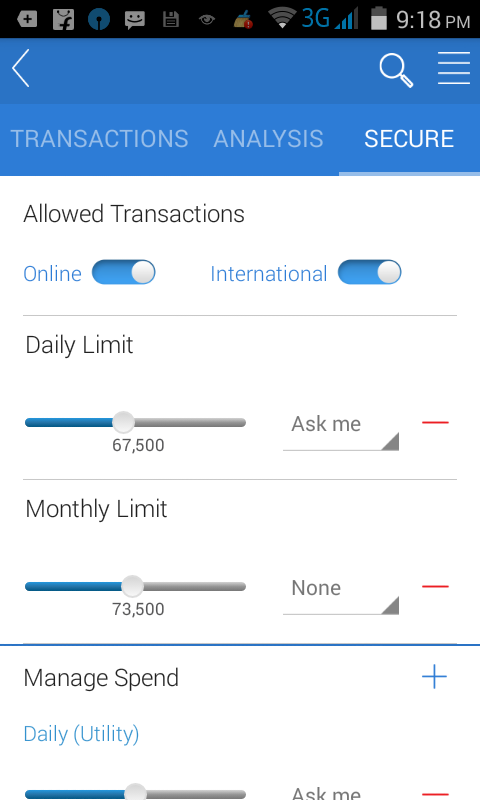 3G 9:18 PM
TRANSACTIONS ANALYSIS SECURE
Allowed Transactions
Online International
Daily Limit
Ask me
67,500
Monthly Limit
None
73,500
Manage Spend
Daily (Utility)
Ask me